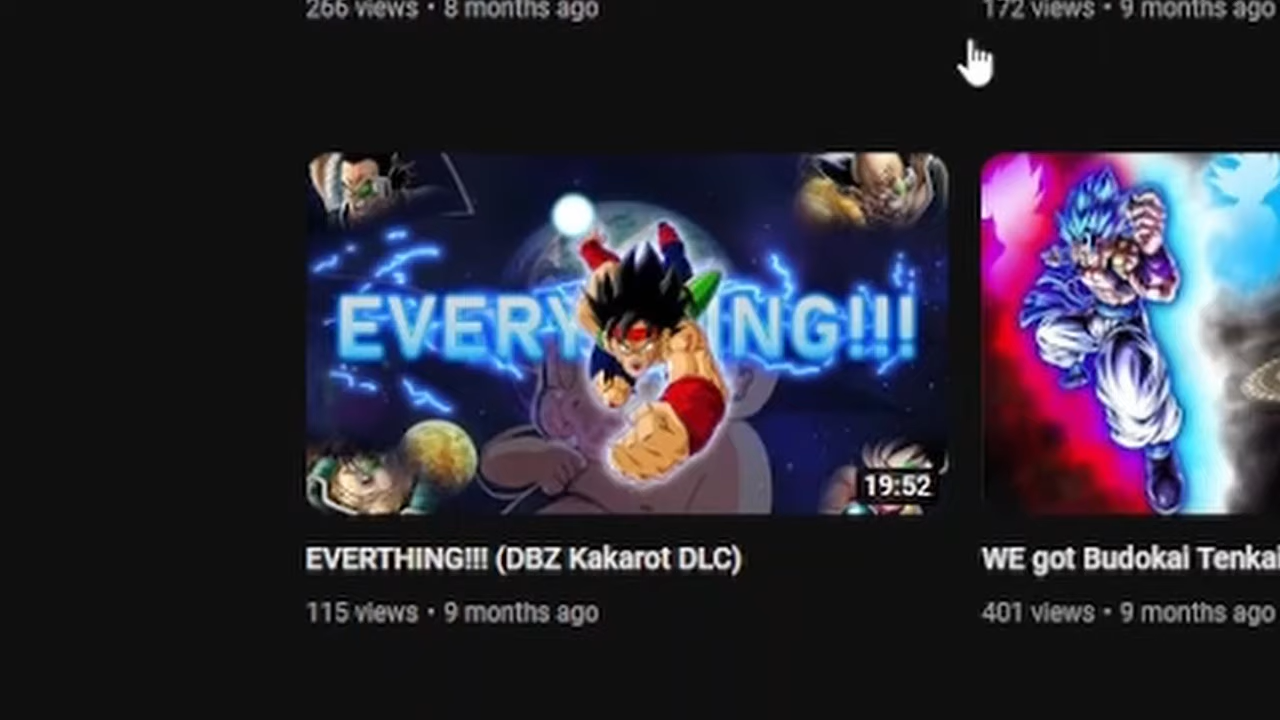 266 views • 8 months ago
172 views • 9 months ago
EVERY ING!!!
19:52
EVERTHING!!! (DBZ Kakarot DLC)
WE got Budokai Tenkai
115 views • 9 months ago
401 views • 9 months ago